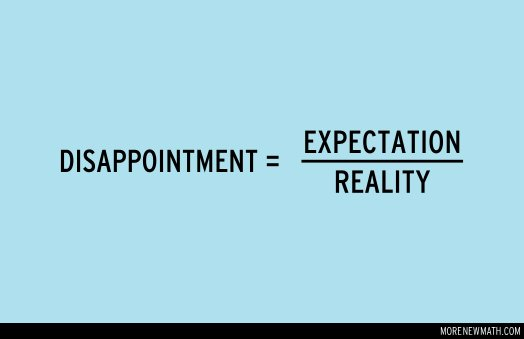 DISAPPOINTMENT = EXPECTATION
REALITY
MORENEWMATH.COM